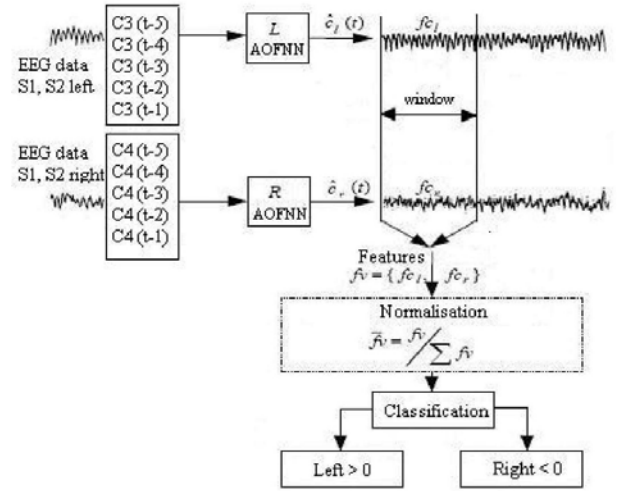 EEG data
S1, S2 left
C3 (t-5)
C3 (t-4)
C3 (t-3)
C3 (t-2)
C3 (t-1)
L
AOFNN
ĉ_l (t)
fc_l
window
EEG data
S1, S2 right
C4 (t-5)
C4 (t-4)
C4 (t-3)
C4 (t-2)
C4 (t-1)
R
AOFNN
ĉ_r (t)
fc_r
Features
fv = { fc_l, fc_r }
Normalisation
f̅v̅ = fv / ∑ fv
Classification
Left > 0
Right < 0